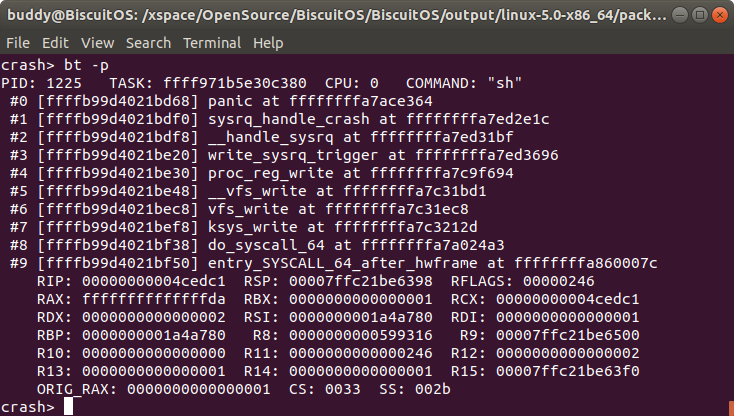 buddy@BiscuitOS: /xspace/OpenSource/BiscuitOS/BiscuitOS/output/linux-5.0-x86_64/pack...
File Edit View Search Terminal Help
crash> bt -p
PID: 1225   TASK: ffff971b5e30c380  CPU: 0   COMMAND: "sh"
 #0 [ffffb99d4021bd68] panic at ffffffffa7ace364
 #1 [ffffb99d4021bdf0] sysrq_handle_crash at ffffffffa7ed2e1c
 #2 [ffffb99d4021bdf8] __handle_sysrq at ffffffffa7ed31bf
 #3 [ffffb99d4021be20] write_sysrq_trigger at ffffffffa7ed3696
 #4 [ffffb99d4021be30] proc_reg_write at ffffffffa7c9f694
 #5 [ffffb99d4021be48] __vfs_write at ffffffffa7c31bd1
 #6 [ffffb99d4021bec8] vfs_write at ffffffffa7c31ec8
 #7 [ffffb99d4021bef8] ksys_write at ffffffffa7c3212d
 #8 [ffffb99d4021bf38] do_syscall_64 at ffffffffa7a024a3
 #9 [ffffb99d4021bf50] entry_SYSCALL_64_after_hwframe at ffffffffa860007c
    RIP: 00000000004cedc1  RSP: 00007ffc21be6398  RFLAGS: 00000246
    RAX: ffffffffffffffda  RBX: 0000000000000001  RCX: 00000000004cedc1
    RDX: 0000000000000002  RSI: 0000000001a4a780  RDI: 0000000000000001
    RBP: 0000000001a4a780   R8: 0000000000599316   R9: 00007ffc21be6500
    R10: 0000000000000000  R11: 0000000000000246  R12: 0000000000000002
    R13: 0000000000000001  R14: 0000000000000001  R15: 00007ffc21be63f0
    ORIG_RAX: 0000000000000001  CS: 0033  SS: 002b
crash>